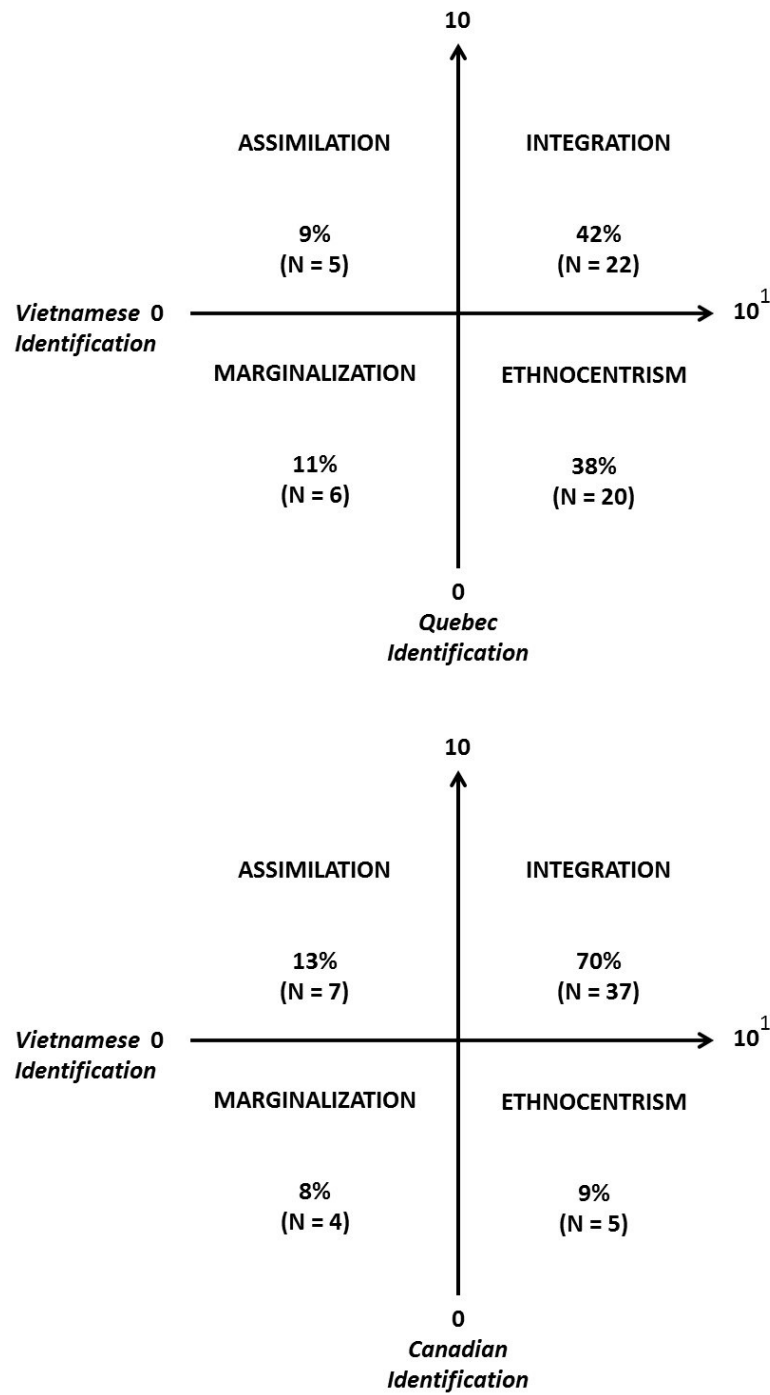 10
ASSIMILATION INTEGRATION
9% 42%
(N = 5) (N = 22)
Vietnamese 0 10¹
Identification
MARGINALIZATION ETHNOCENTRISM
11% 38%
(N = 6) (N = 20)
0
Quebec
Identification
10
ASSIMILATION INTEGRATION
13% 70%
(N = 7) (N = 37)
Vietnamese 0 10¹
Identification
MARGINALIZATION ETHNOCENTRISM
8% 9%
(N = 4) (N = 5)
0
Canadian
Identification